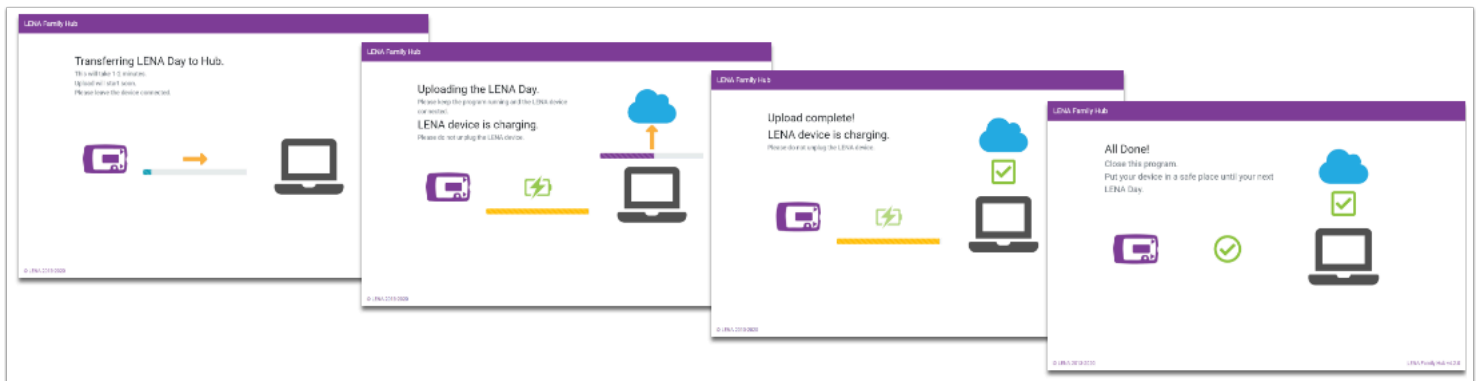 LENA Family Hub
Transferring LENA Day to Hub.
This will take 1-2 minutes.
Upload will start soon.
Please leave the device connected.
LENA Family Hub
Uploading the LENA Day.
Please keep the program running and the LENA device
connected.
LENA device is charging.
Please do not unplug the LENA device.
LENA Family Hub
Upload complete!
LENA device is charging.
Please do not unplug the LENA device.
LENA Family Hub
All Done!
Close this program.
Put your device in a safe place until your next
LENA Day.